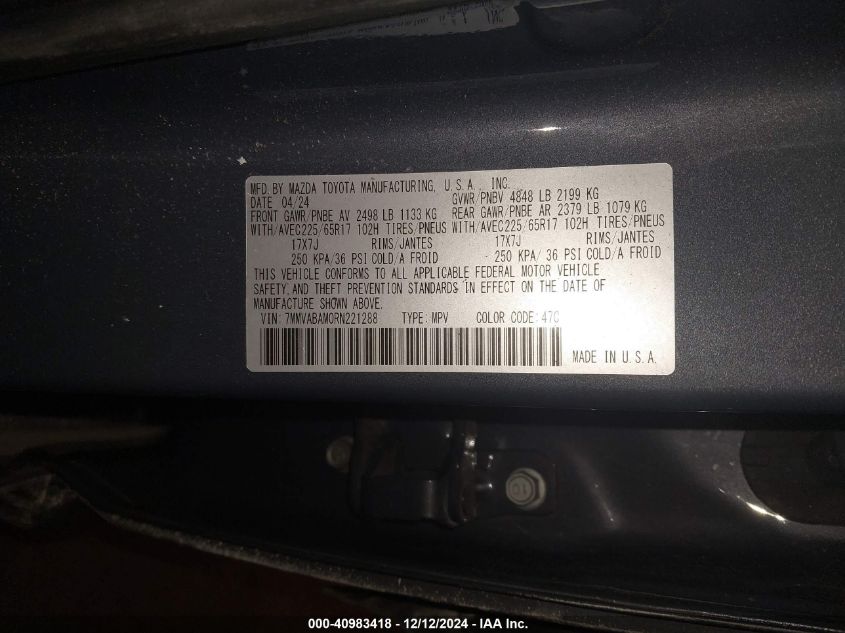 MFD. BY MAZDA TOYOTA MANUFACTURING, U.S.A., INC.
DATE 04/24 GVWR/PNBV 4848 LB 2199 KG
FRONT GAWR/PNBE AV 2498 LB 1133 KG REAR GAWR/PNBE AR 2379 LB 1079 KG
WITH/AVEC225/65R17 102H TIRES/PNEUS WITH/AVEC225/65R17 102H TIRES/PNEUS
17X7J RIMS/JANTES 17X7J RIMS/JANTES
250 KPA/36 PSI COLD/A FROID 250 KPA/ 36 PSI COLD/A FROID
THIS VEHICLE CONFORMS TO ALL APPLICABLE FEDERAL MOTOR VEHICLE
SAFETY,AND THEFT PREVENTION STANDARDS IN EFFECT ON THE DATE OF
MANUFACTURE SHOWN ABOVE.
VIN: 7MMVABAM0RN221288 TYPE: MPV COLOR CODE: 47C
MADE IN U.S.A.
10
000-40983418 - 12/12/2024 - IAA Inc.